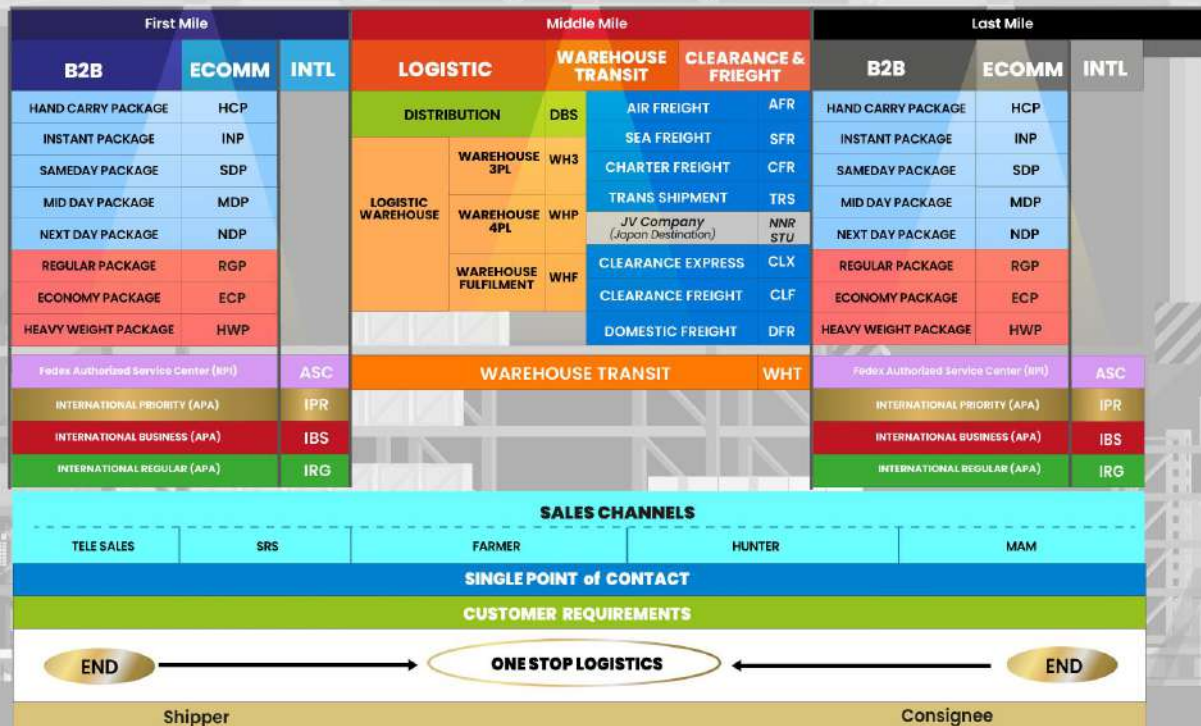 First Mile
Middle Mile
Last Mile
B2B
ECOMM
INTL
LOGISTIC
WAREHOUSE
TRANSIT
CLEARANCE &
FRIEGHT
B2B
ECOMM
INTL
HAND CARRY PACKAGE HCP
INSTANT PACKAGE INP
SAMEDAY PACKAGE SDP
MID DAY PACKAGE MDP
NEXT DAY PACKAGE NDP
REGULAR PACKAGE RGP
ECONOMY PACKAGE ECP
HEAVY WEIGHT PACKAGE HWP
Fedex Authorized Service Center (RPI) ASC
INTERNATIONAL PRIORITY (APA) IPR
INTERNATIONAL BUSINESS (APA) IBS
INTERNATIONAL REGULAR (APA) IRG
DISTRIBUTION DBS
LOGISTIC
WAREHOUSE
WAREHOUSE
3PL
WH3
WAREHOUSE
4PL
WHP
WAREHOUSE
FULFILMENT
WHF
AIR FREIGHT AFR
SEA FREIGHT SFR
CHARTER FREIGHT CFR
TRANS SHIPMENT TRS
JV Company
(Japan Destination)
NNR
STU
CLEARANCE EXPRESS CLX
CLEARANCE FREIGHT CLF
DOMESTIC FREIGHT DFR
WAREHOUSE TRANSIT WHT
HAND CARRY PACKAGE HCP
INSTANT PACKAGE INP
SAMEDAY PACKAGE SDP
MID DAY PACKAGE MDP
NEXT DAY PACKAGE NDP
REGULAR PACKAGE RGP
ECONOMY PACKAGE ECP
HEAVY WEIGHT PACKAGE HWP
Fedex Authorized Service Center (RPI) ASC
INTERNATIONAL PRIORITY (APA) IPR
INTERNATIONAL BUSINESS (APA) IBS
INTERNATIONAL REGULAR (APA) IRG
SALES CHANNELS
TELE SALES SRS FARMER HUNTER MAM
SINGLE POINT of CONTACT
CUSTOMER REQUIREMENTS
END ONE STOP LOGISTICS END
Shipper Consignee